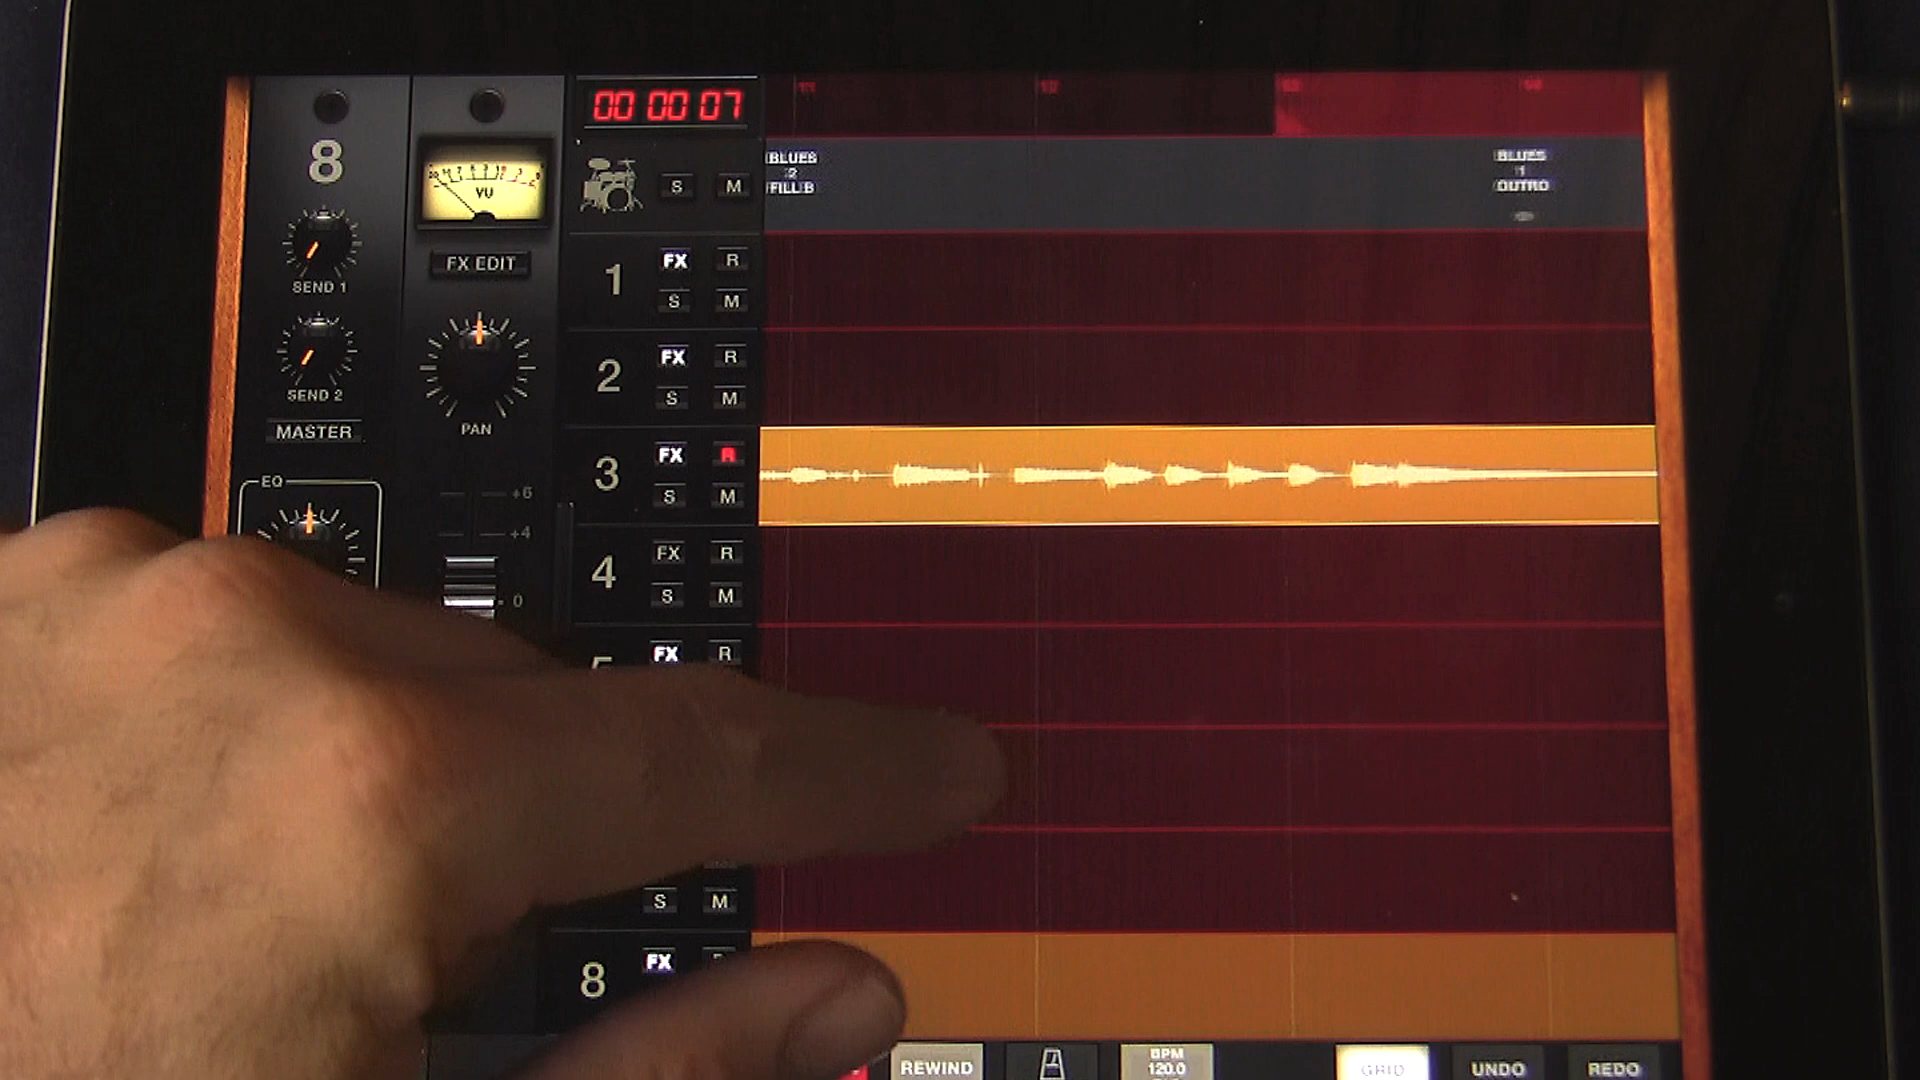 8
SEND 1
SEND 2
MASTER
EQ
VU
FX EDIT
PAN
+6
+4
0
00 00 07
S M
1 FX R
S M
2 FX R
S M
3 FX R
S M
4 FX R
S M
5 FX R
S M
8 FX
BLUES
2
FILL B
BLUES
1
OUTRO
REWIND
BPM
120.0
GRID
UNDO
REDO